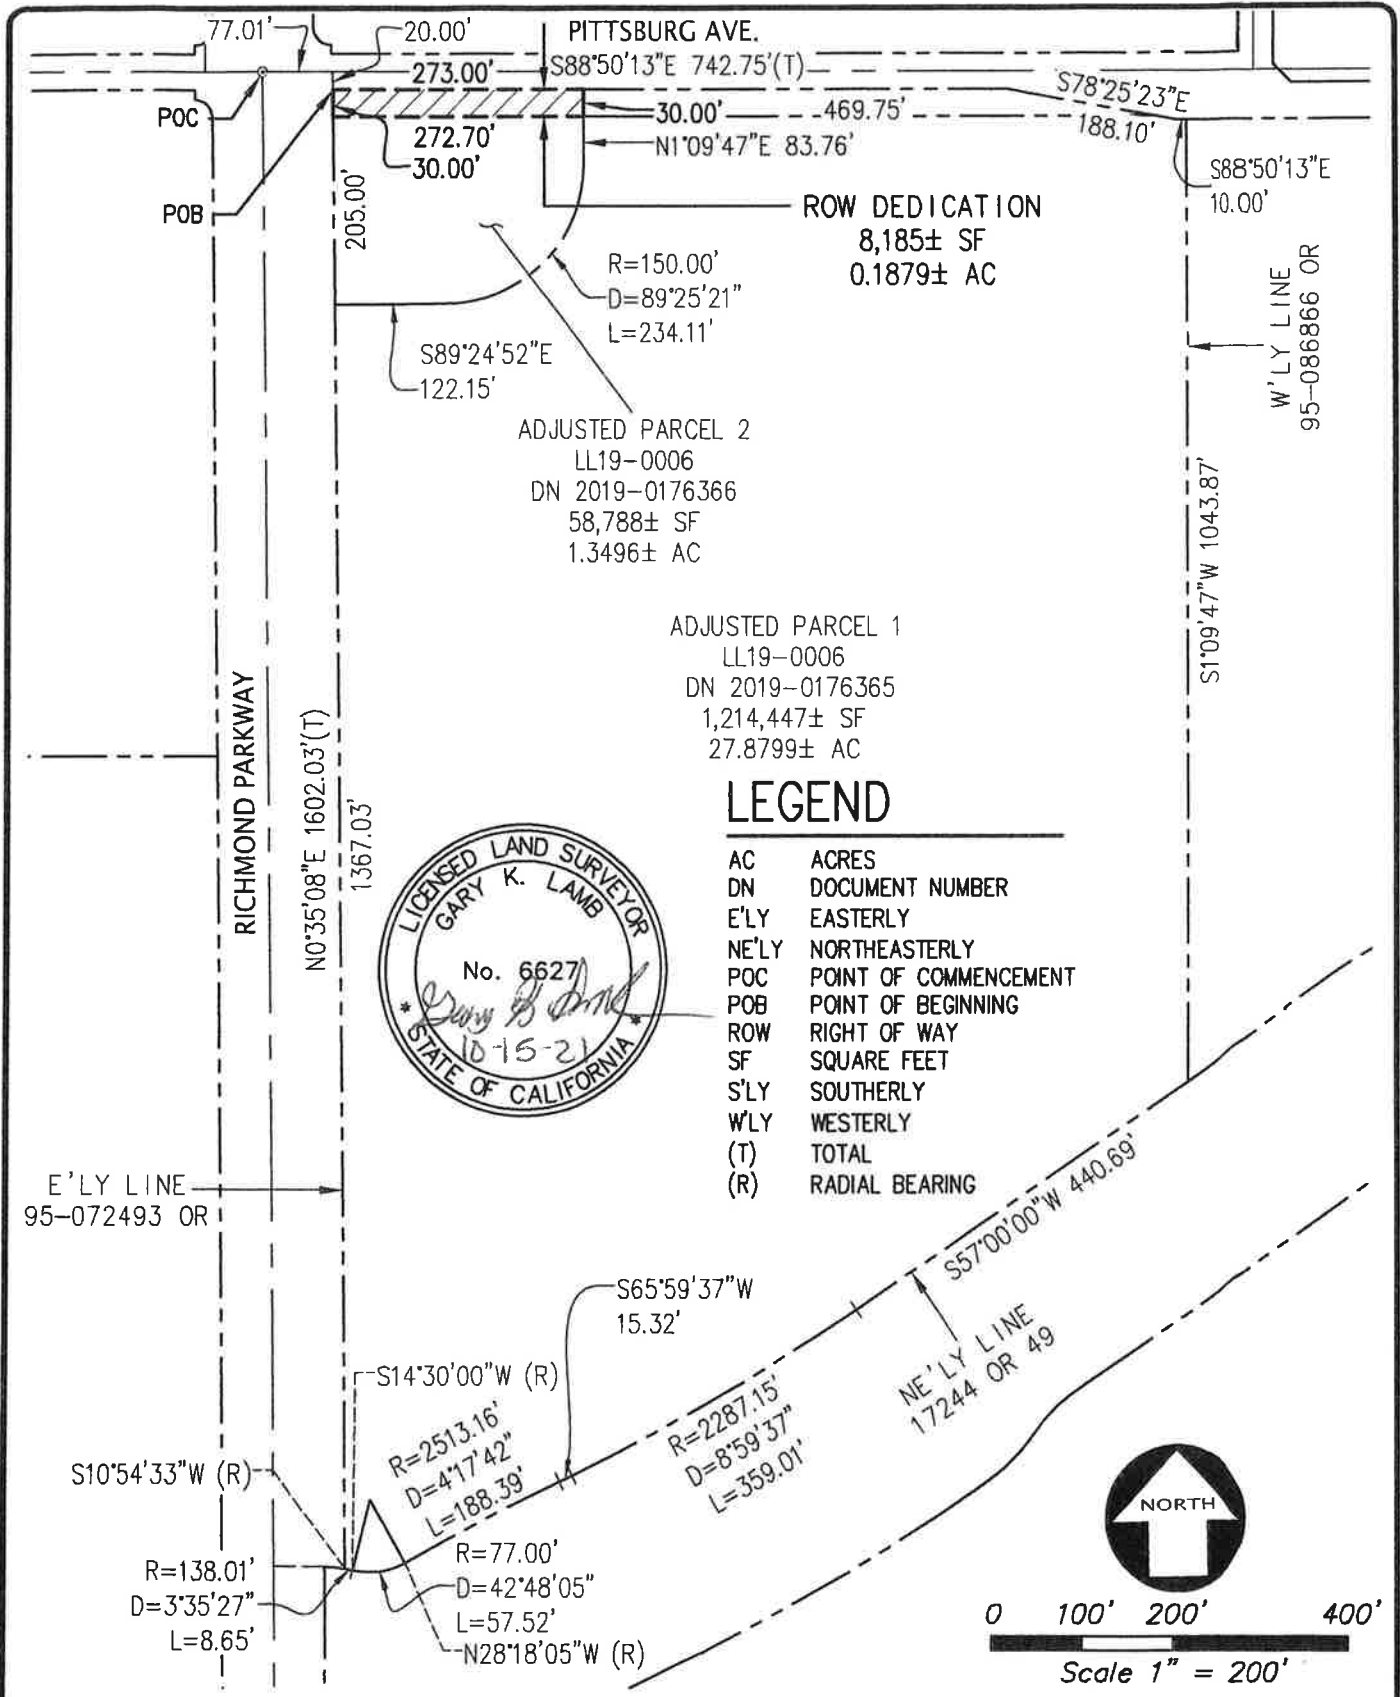 77.01'
20.00'
PITTSBURG AVE.
273.00'
S88°50'13"E 742.75'(T)
S78°25'23"E
188.10'
POC
272.70'
30.00'
30.00'
469.75'
N1°09'47"E 83.76'
S88°50'13"E
10.00'
POB
205.00'
ROW DEDICATION
8,185± SF
0.1879± AC
R=150.00'
D=89°25'21"
L=234.11'
W'LY LINE
95-086866 OR
S89°24'52"E
122.15'
ADJUSTED PARCEL 2
LL19-0006
DN 2019-0176366
58,788± SF
1.3496± AC
S1°09'47"W 1043.87'
ADJUSTED PARCEL 1
LL19-0006
DN 2019-0176365
1,214,447± SF
27.8799± AC
RICHMOND PARKWAY
N0°35'08"E 1602.03'(T)
1367.03'
LEGEND
AC ACRES
DN DOCUMENT NUMBER
E'LY EASTERLY
NE'LY NORTHEASTERLY
POC POINT OF COMMENCEMENT
POB POINT OF BEGINNING
ROW RIGHT OF WAY
SF SQUARE FEET
S'LY SOUTHERLY
W'LY WESTERLY
(T) TOTAL
(R) RADIAL BEARING
LICENSED LAND SURVEYOR
GARY K. LAMB
No. 6627
10-15-21
* STATE OF CALIFORNIA *
E'LY LINE
95-072493 OR
S57°00'00"W 440.69'
S65°59'37"W
15.32'
NE'LY LINE
17244 OR 49
S14°30'00"W (R)
R=2513.16'
D=4°17'42"
L=188.39'
R=2287.15'
D=8°59'37"
L=359.01'
S10°54'33"W (R)
R=138.01'
D=3°35'27"
L=8.65'
R=77.00'
D=42°48'05"
L=57.52'
N28°18'05"W (R)
NORTH
0 100' 200' 400'
Scale 1" = 200'